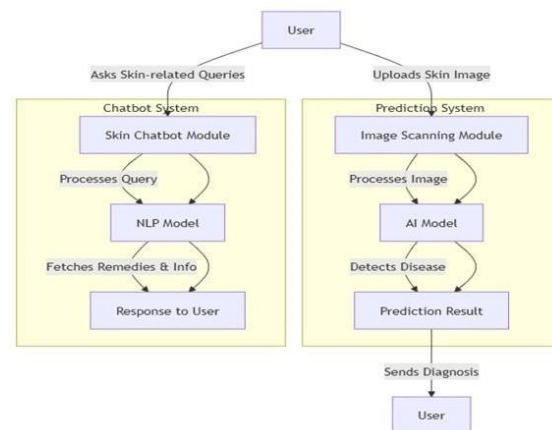 User
Asks Skin-related Queries
Uploads Skin Image
Chatbot System
Prediction System
Skin Chatbot Module
Image Scanning Module
Processes Query
Processes Image
NLP Model
AI Model
Fetches Remedies & Info
Detects Disease
Response to User
Prediction Result
Sends Diagnosis
User